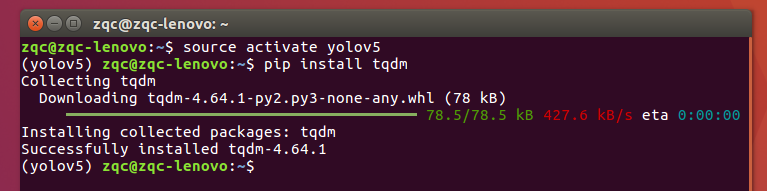 zqc@zqc-lenovo: ~
zqc@zqc-lenovo:~$ source activate yolov5
(yolov5) zqc@zqc-lenovo:~$ pip install tqdm
Collecting tqdm
  Downloading tqdm-4.64.1-py2.py3-none-any.whl (78 kB)
78.5/78.5 kB 427.6 kB/s eta 0:00:00
Installing collected packages: tqdm
Successfully installed tqdm-4.64.1
(yolov5) zqc@zqc-lenovo:~$